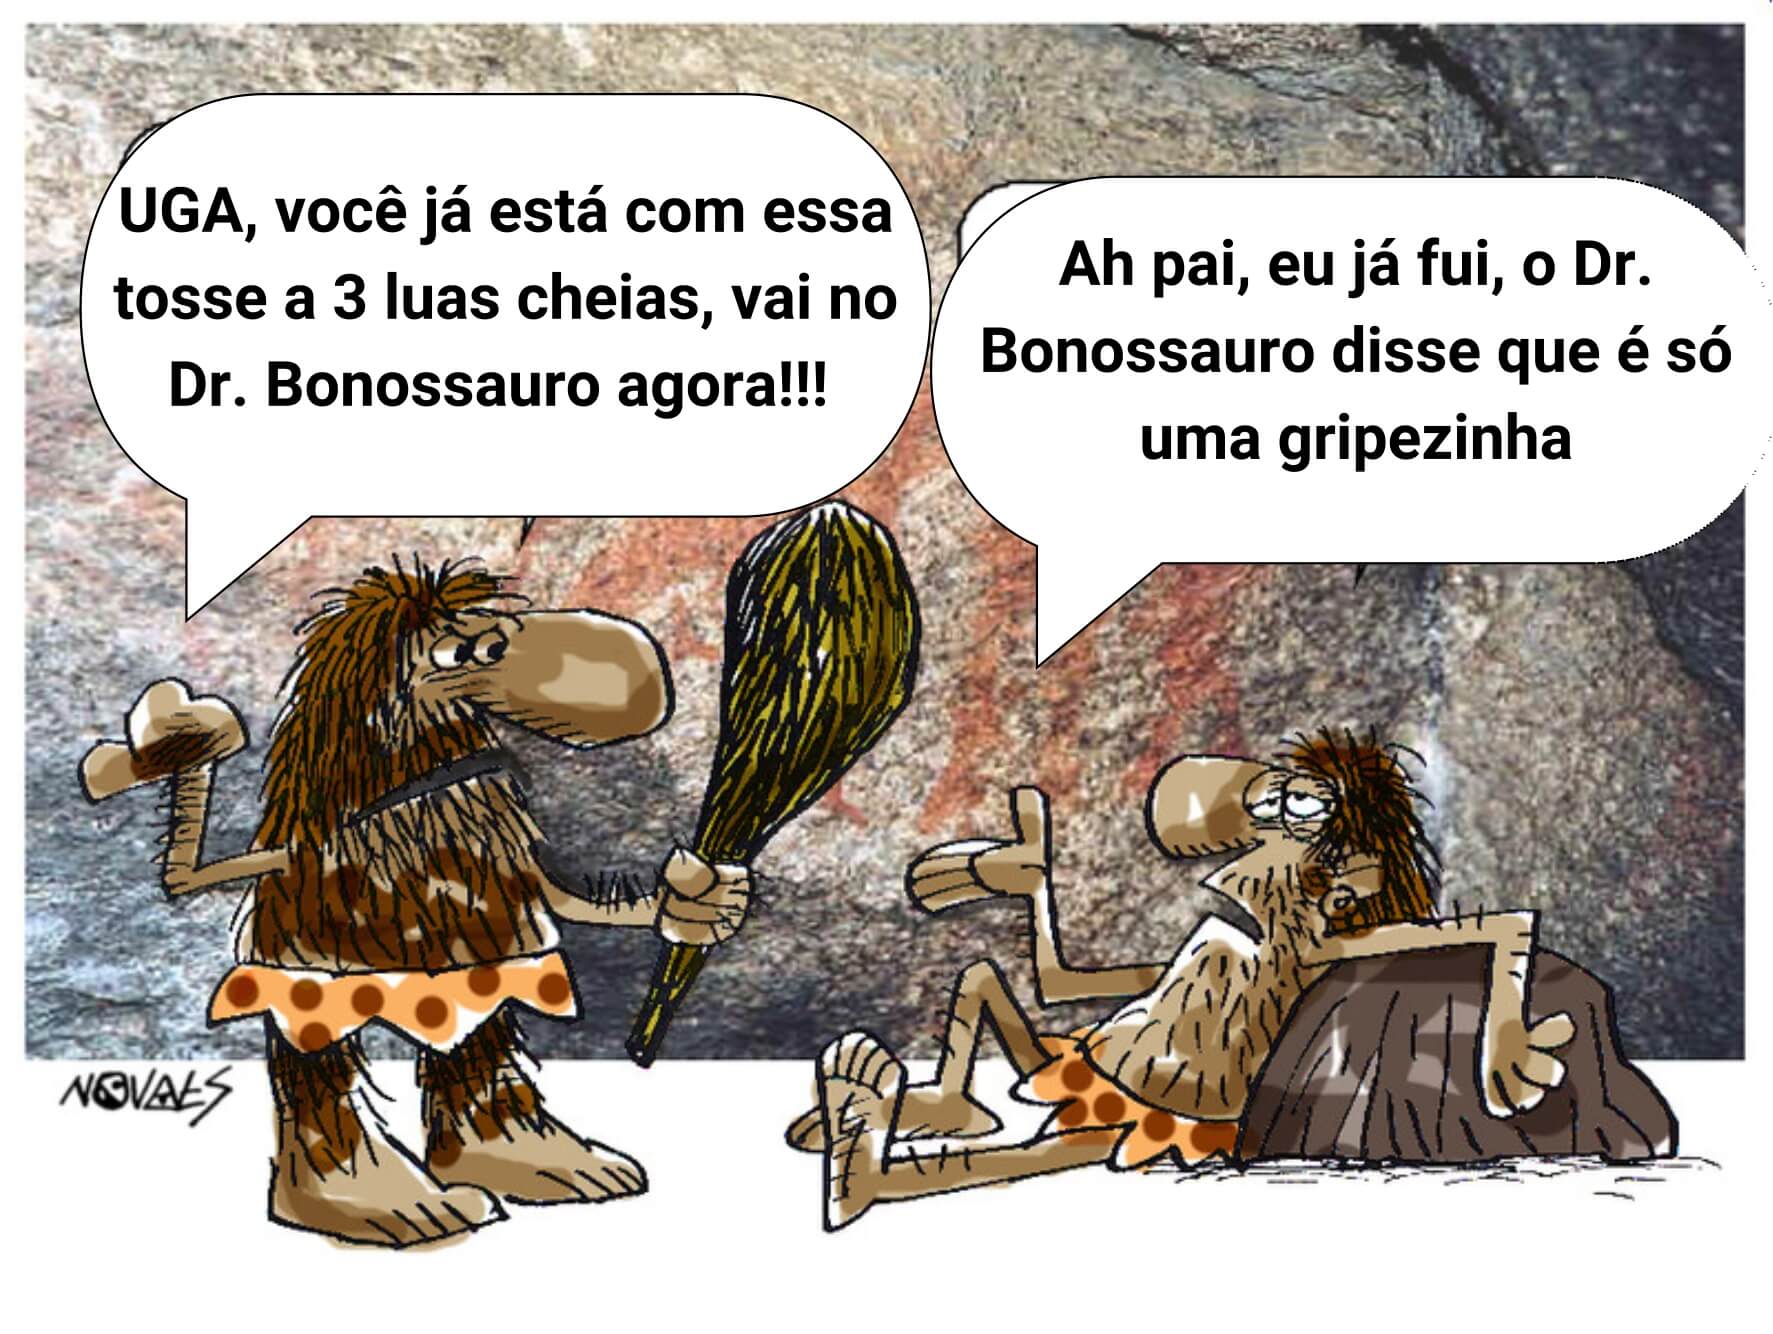 UGA, você já está com essa
tosse a 3 luas cheias, vai no
Dr. Bonossauro agora!!!
Ah pai, eu já fui, o Dr.
Bonossauro disse que é só
uma gripezinha
NOVAES